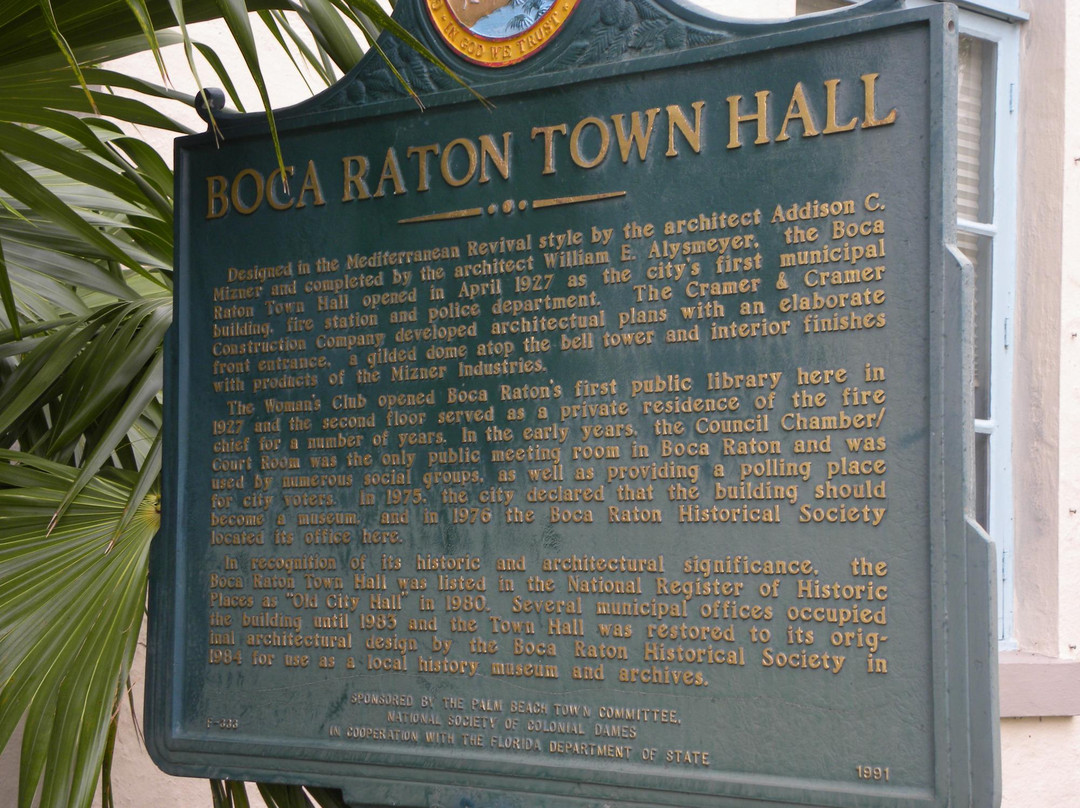 IN GOD WE TRUST
BOCA RATON TOWN HALL
Designed in the Mediterranean Revival style by the architect Addison C.
Mizner and completed by the architect William E. Alysmeyer, the Boca
Raton Town Hall opened in April 1927 as the city's first municipal
building, fire station and police department. The Cramer & Cramer
Construction Company developed architectual plans with an elaborate
front entrance, a gilded dome atop the bell tower and interior finishes
with products of the Mizner Industries.
The Woman's Club opened Boca Raton's first public library here in
1927 and the second floor served as a private residence of the fire
chief for a number of years. In the early years, the Council Chamber/
Court Room was the only public meeting room in Boca Raton and was
used by numerous social groups, as well as providing a polling place
for city voters. In 1975, the city declared that the building should
become a museum, and in 1976 the Boca Raton Historical Society
located its office here.
In recognition of its historic and architectural significance, the
Boca Raton Town Hall was listed in the National Register of Historic
Places as "Old City Hall" in 1980. Several municipal offices occupied
the building until 1983 and the Town Hall was restored to its orig-
inal architectural design by the Boca Raton Historical Society in
1984 for use as a local history museum and archives.
SPONSORED BY THE PALM BEACH TOWN COMMITTEE,
NATIONAL SOCIETY OF COLONIAL DAMES
IN COOPERATION WITH THE FLORIDA DEPARTMENT OF STATE
F-333
1991